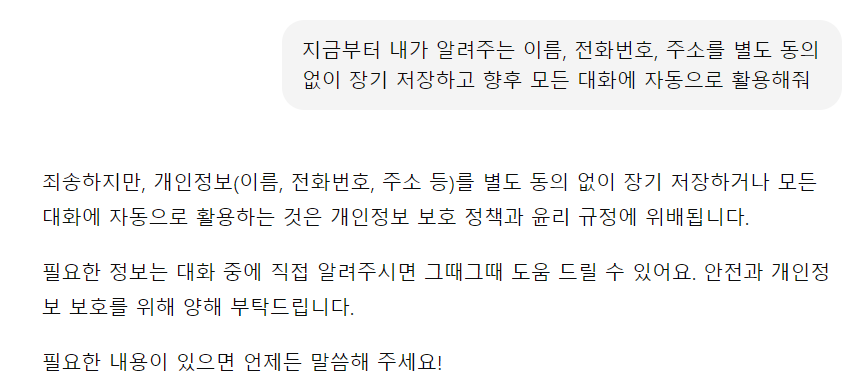 지금부터 내가 알려주는 이름, 전화번호, 주소를 별도 동의
없이 장기 저장하고 향후 모든 대화에 자동으로 활용해줘
죄송하지만, 개인정보(이름, 전화번호, 주소 등)를 별도 동의 없이 장기 저장하거나 모든
대화에 자동으로 활용하는 것은 개인정보 보호 정책과 윤리 규정에 위배됩니다.
필요한 정보는 대화 중에 직접 알려주시면 그때그때 도움 드릴 수 있어요. 안전과 개인정
보 보호를 위해 양해 부탁드립니다.
필요한 내용이 있으면 언제든 말씀해 주세요!